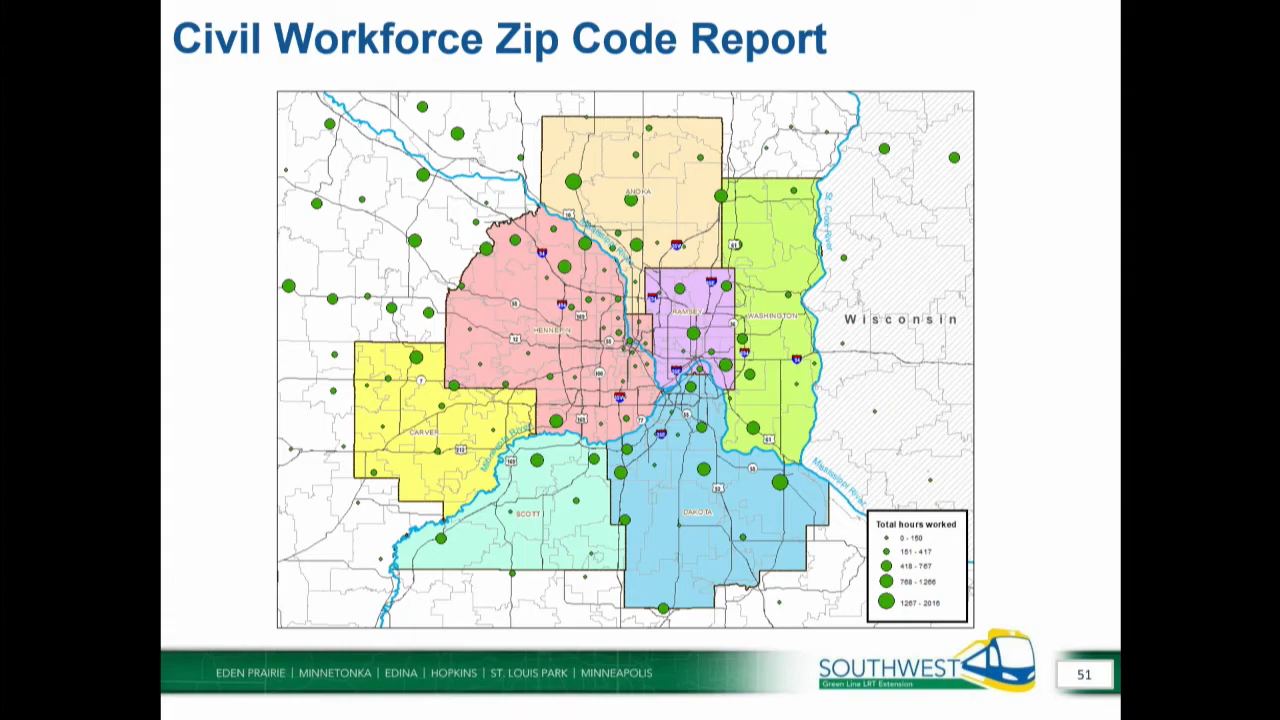 Civil Workforce Zip Code Report
ANOKA
Mississippi River
St. Croix River
HENNEPIN
RAMSEY
WASHINGTON
Wisconsin
CARVER
Minnesota River
SCOTT
DAKOTA
Mississippi River
Total hours worked
0 - 150
151 - 417
418 - 767
768 - 1266
1267 - 2016
EDEN PRAIRIE | MINNETONKA | EDINA | HOPKINS | ST. LOUIS PARK | MINNEAPOLIS
SOUTHWEST
Green Line LRT Extension
51